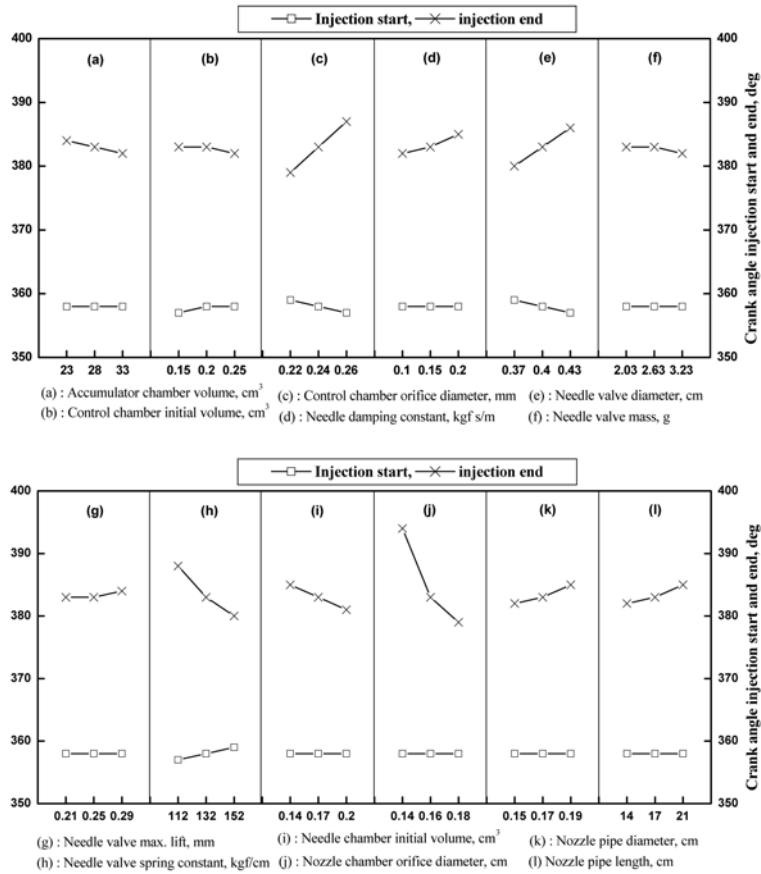 Injection start, injection end
400 400
(a) (b) (c) (d) (e) (f)
390 390
380 380
370 370
360 360
350 350
Crank angle injection start and end, deg
23 28 33 0.15 0.2 0.25 0.22 0.24 0.26 0.1 0.15 0.2 0.37 0.4 0.43 2.03 2.63 3.23
(a) : Accumulator chamber volume, cm³ (c) : Control chamber orifice diameter, mm (e) : Needle valve diameter, cm
(b) : Control chamber initial volume, cm³ (d) : Needle damping constant, kgf s/m (f) : Needle valve mass, g
Injection start, injection end
400 400
(g) (h) (i) (j) (k) (l)
390 390
380 380
370 370
360 360
350 350
Crank angle injection start and end, deg
0.21 0.25 0.29 112 132 152 0.14 0.17 0.2 0.14 0.16 0.18 0.15 0.17 0.19 14 17 21
(g) : Needle valve max. lift, mm (i) : Needle chamber initial volume, cm³ (k) : Nozzle pipe diameter, cm
(h) : Needle valve spring constant, kgf/cm (j) : Nozzle chamber orifice diameter, cm (l) : Nozzle pipe length, cm